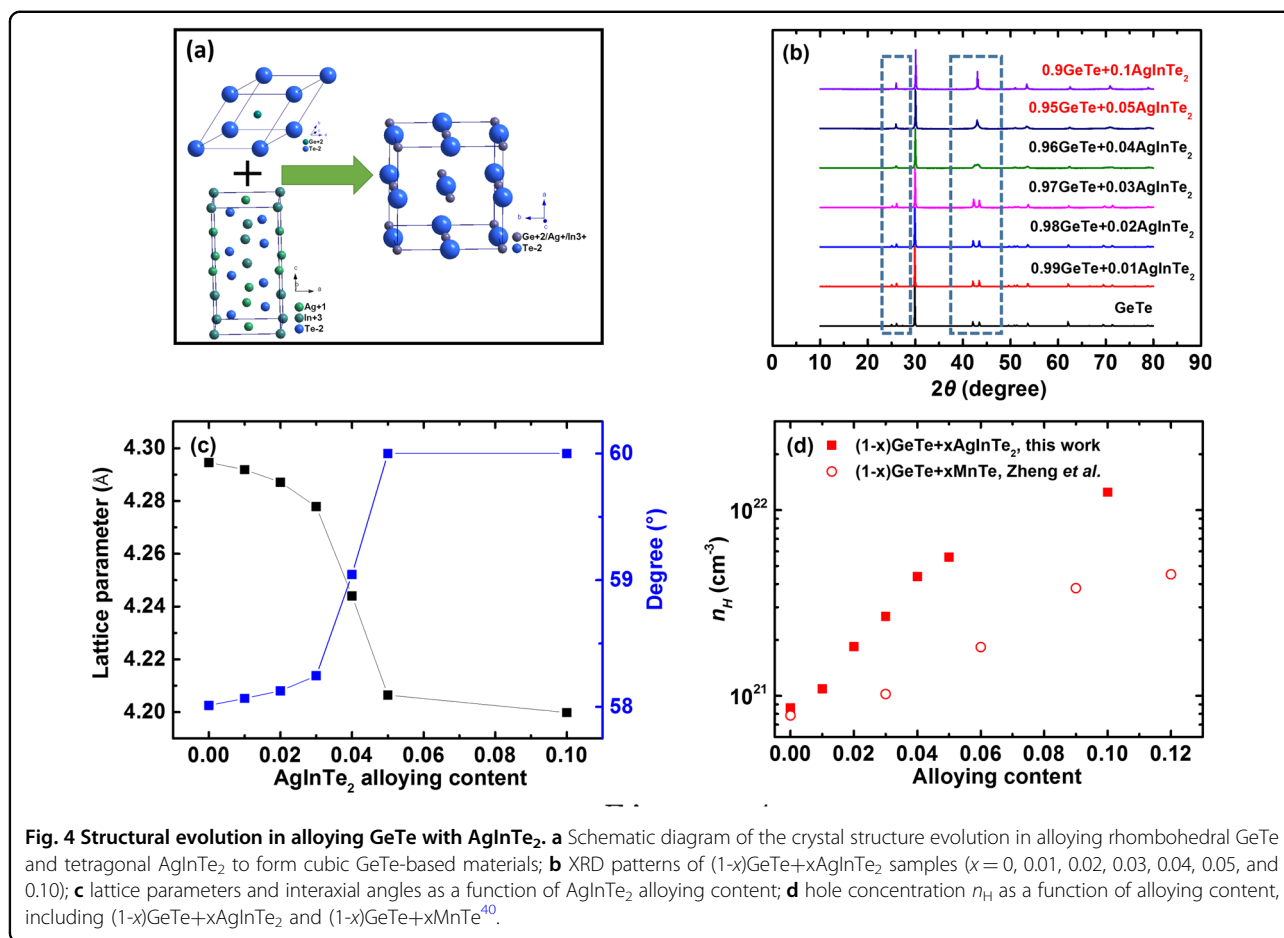 (a)
b
a
c
Ge+2
Te-2
+
c
b
a
Ag+1
In+3
Te-2
a
b
c
Ge+2/Ag+/In3+
Te-2
(b)
0.9GeTe+0.1AgInTe₂
0.95GeTe+0.05AgInTe₂
0.96GeTe+0.04AgInTe₂
0.97GeTe+0.03AgInTe₂
0.98GeTe+0.02AgInTe₂
0.99GeTe+0.01AgInTe₂
GeTe
0 10 20 30 40 50 60 70 80 90
2θ (degree)
(c)
Lattice parameter (Å)
4.30
4.28
4.26
4.24
4.22
4.20
60
59
58
Degree (°)
0.00 0.02 0.04 0.06 0.08 0.10
AgInTe₂ alloying content
(d)
(1-x)GeTe+xAgInTe₂, this work
(1-x)GeTe+xMnTe, Zheng et al.
n_H (cm⁻³)
10²²
10²¹
0.00 0.02 0.04 0.06 0.08 0.10 0.12
Alloying content
Fig. 4 Structural evolution in alloying GeTe with AgInTe₂. a Schematic diagram of the crystal structure evolution in alloying rhombohedral GeTe
and tetragonal AgInTe₂ to form cubic GeTe-based materials; b XRD patterns of (1-x)GeTe+xAgInTe₂ samples (x = 0, 0.01, 0.02, 0.03, 0.04, 0.05, and
0.10); c lattice parameters and interaxial angles as a function of AgInTe₂ alloying content; d hole concentration n_H as a function of alloying content,
including (1-x)GeTe+xAgInTe₂ and (1-x)GeTe+xMnTe⁴⁰.